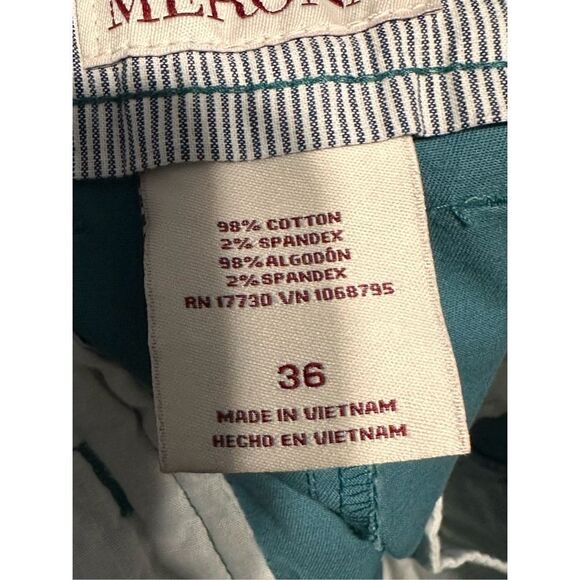 98% COTTON
2% SPANDEX
98% ALGODÓN
2% SPANDEX
RN 17730 VN 1068795
36
MADE IN VIETNAM
HECHO EN VIETNAM